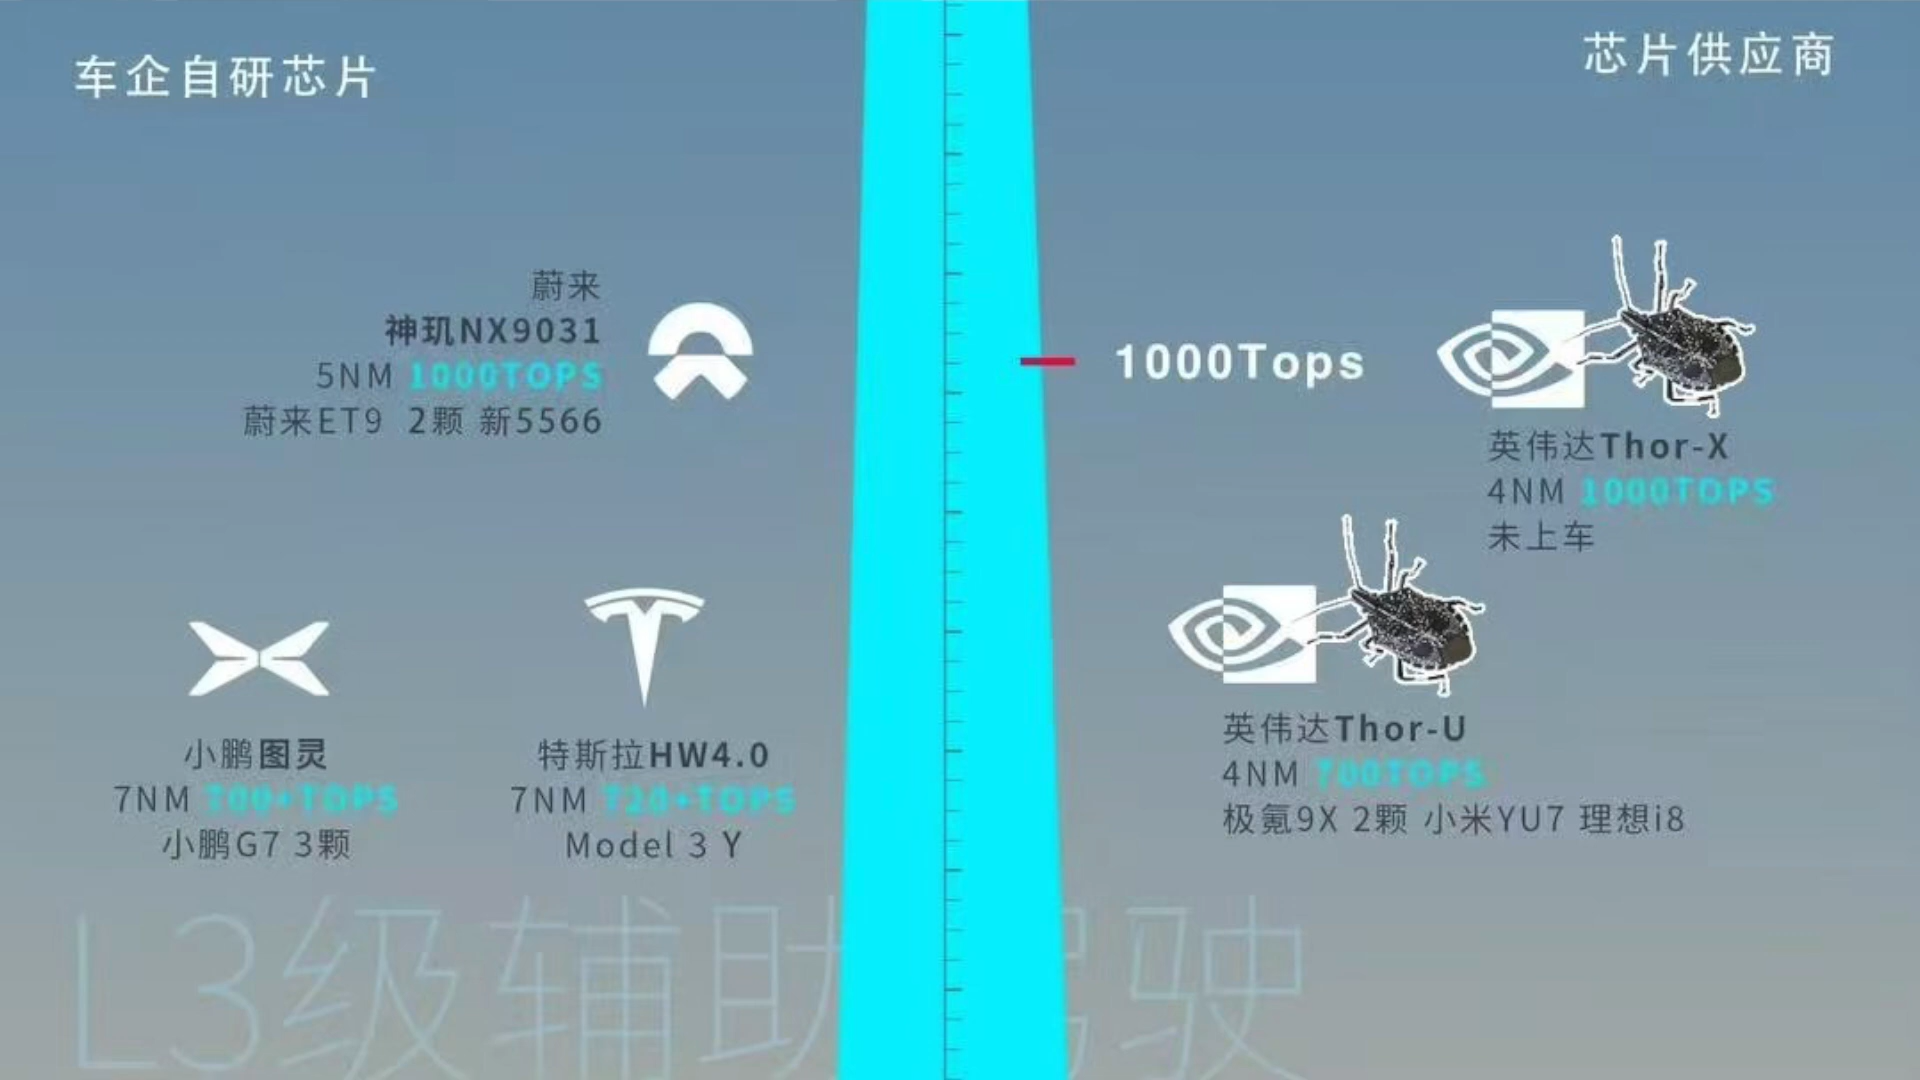 车企自研芯片
芯片供应商
蔚来
神玑NX9031
5NM 1000TOPS
蔚来ET9 2颗 新5566
1000Tops
英伟达Thor-X
4NM 1000TOPS
未上车
小鹏图灵
7NM 700+TOPS
小鹏G7 3颗
特斯拉HW4.0
7NM 720+TOPS
Model 3 Y
英伟达Thor-U
4NM 700TOPS
极氪9X 2颗 小米YU7 理想i8
L3级辅助驾驶